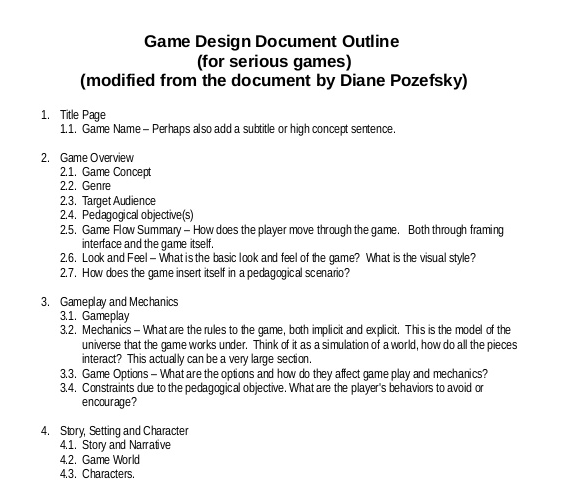 Game Design Document Outline
(for serious games)
(modified from the document by Diane Pozefsky)
1. Title Page
1.1. Game Name – Perhaps also add a subtitle or high concept sentence.
2. Game Overview
2.1. Game Concept
2.2. Genre
2.3. Target Audience
2.4. Pedagogical objective(s)
2.5. Game Flow Summary – How does the player move through the game.   Both through framing
interface and the game itself.
2.6. Look and Feel – What is the basic look and feel of the game?  What is the visual style?
2.7. How does the game insert itself in a pedagogical scenario?
3. Gameplay and Mechanics
3.1. Gameplay
3.2. Mechanics – What are the rules to the game, both implicit and explicit.  This is the model of the
universe that the game works under.  Think of it as a simulation of a world, how do all the pieces
interact?  This actually can be a very large section.
3.3. Game Options – What are the options and how do they affect game play and mechanics?
3.4. Constraints due to the pedagogical objective. What are the player's behaviors to avoid or
encourage?
4. Story, Setting and Character
4.1. Story and Narrative
4.2. Game World
4.3. Characters.